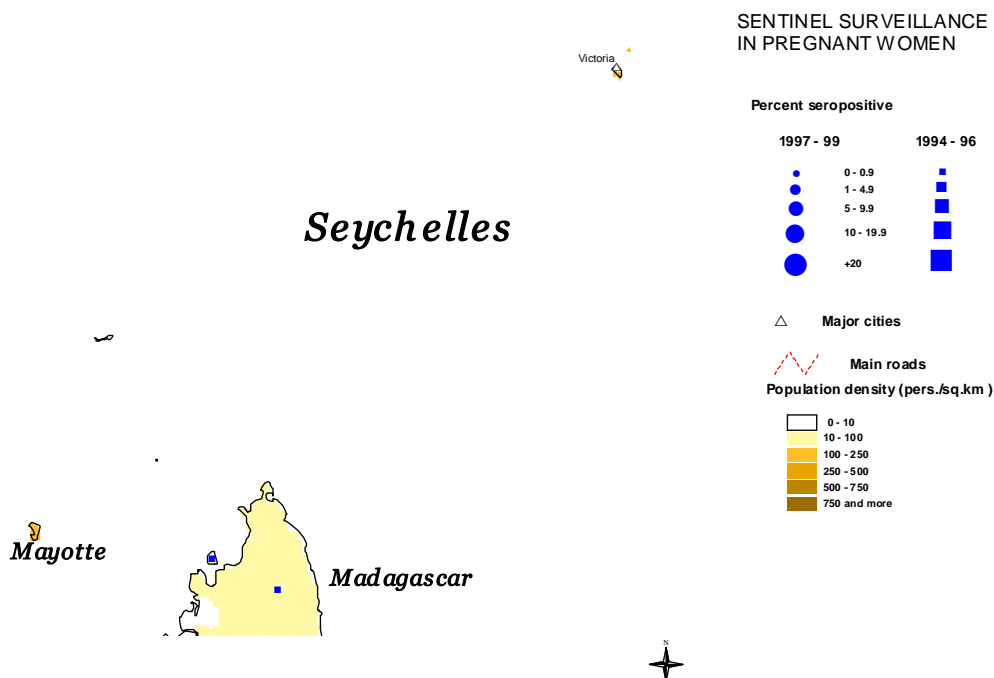 SENTINEL SURVEILLANCE
IN PREGNANT WOMEN
Victoria
Percent seropositive
1997 - 99 1994 - 96
0 - 0.9
1 - 4.9
5 - 9.9
10 - 19.9
+20
Seychelles
Major cities
Main roads
Population density (pers./sq.km )
0 - 10
10 - 100
100 - 250
250 - 500
500 - 750
750 and more
Mayotte
Madagascar
N